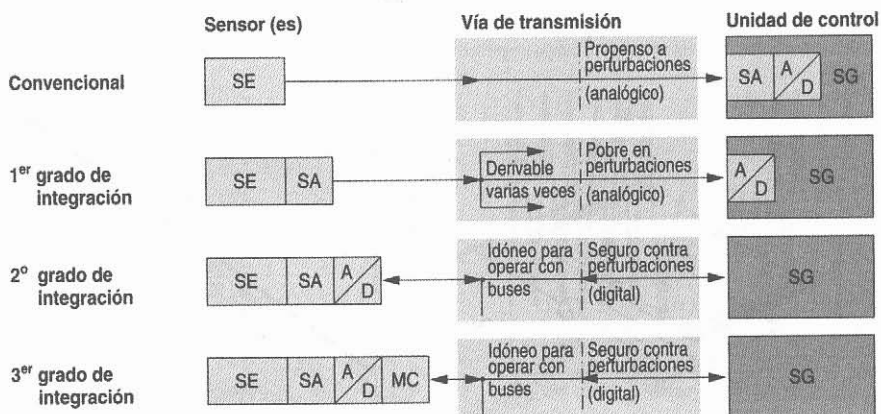 Sensor (es) Vía de transmisión Unidad de control
Convencional
SE
Propenso a
perturbaciones
(analógico)
SA A/D SG
1er grado de
integración
SE SA
Derivable
varias veces
Pobre en
perturbaciones
(analógico)
A/D SG
2º grado de
integración
SE SA A/D
Idóneo para
operar con
buses
Seguro contra
perturbaciones
(digital)
SG
3er grado de
integración
SE SA A/D MC
Idóneo para
operar con
buses
Seguro contra
perturbaciones
(digital)
SG